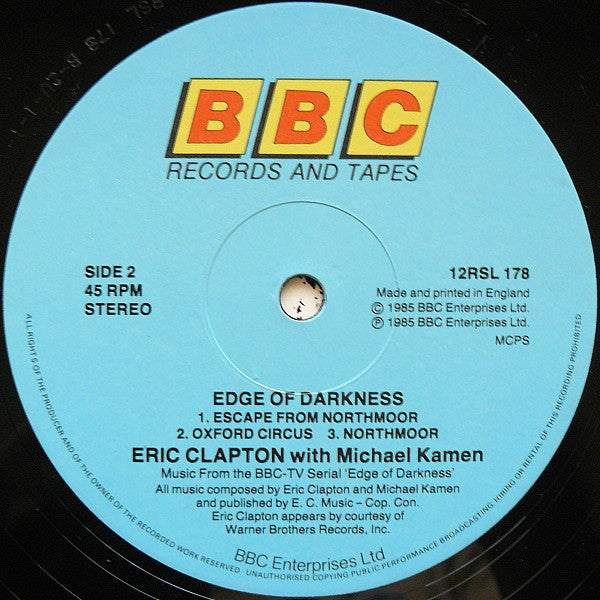 BBC
RECORDS AND TAPES
SIDE 2
45 RPM
STEREO
12RSL 178
Made and printed in England
© 1985 BBC Enterprises Ltd.
℗ 1985 BBC Enterprises Ltd.
MCPS
EDGE OF DARKNESS
1. ESCAPE FROM NORTHMOOR
2. OXFORD CIRCUS 3. NORTHMOOR
ERIC CLAPTON with Michael Kamen
Music From the BBC-TV Serial 'Edge of Darkness'
All music composed by Eric Clapton and Michael Kamen
and published by E. C. Music – Cop. Con.
Eric Clapton appears by courtesy of
Warner Brothers Records, Inc.
BBC Enterprises Ltd
ALL RIGHTS OF THE PRODUCER AND OF THE OWNER OF THE RECORDED WORK RESERVED. UNAUTHORISED COPYING PUBLIC PERFORMANCE BROADCASTING, HIRING OR RENTAL OF THIS RECORDING PROHIBITED